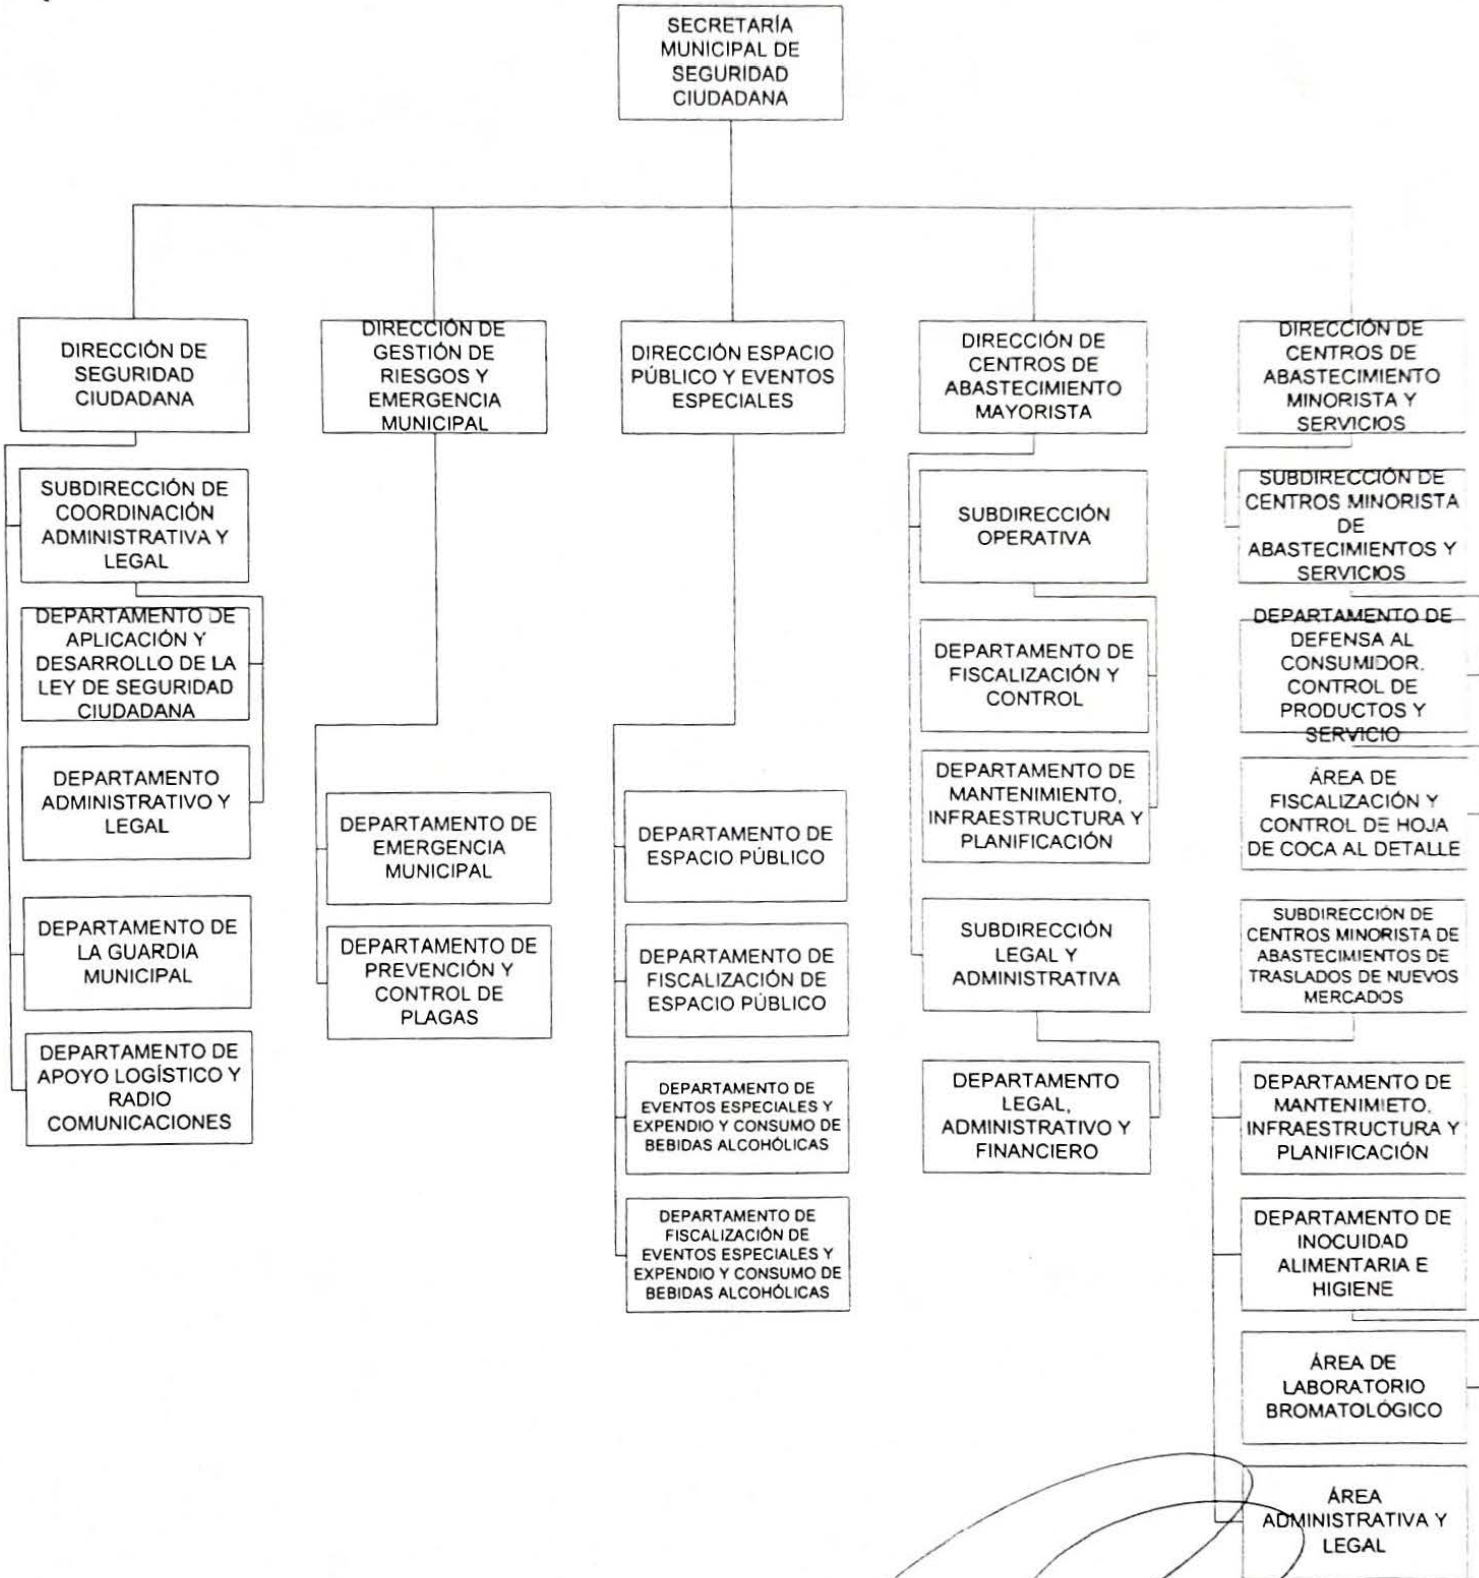 SECRETARÍA
MUNICIPAL DE
SEGURIDAD
CIUDADANA
DIRECCIÓN DE
SEGURIDAD
CIUDADANA
DIRECCIÓN DE
GESTIÓN DE
RIESGOS Y
EMERGENCIA
MUNICIPAL
DIRECCIÓN ESPACIO
PÚBLICO Y EVENTOS
ESPECIALES
DIRECCIÓN DE
CENTROS DE
ABASTECIMIENTO
MAYORISTA
DIRECCIÓN DE
CENTROS DE
ABASTECIMIENTO
MINORISTA Y
SERVICIOS
SUBDIRECCIÓN DE
COORDINACIÓN
ADMINISTRATIVA Y
LEGAL
DEPARTAMENTO DE
APLICACIÓN Y
DESARROLLO DE LA
LEY DE SEGURIDAD
CIUDADANA
DEPARTAMENTO
ADMINISTRATIVO Y
LEGAL
DEPARTAMENTO DE
LA GUARDIA
MUNICIPAL
DEPARTAMENTO DE
APOYO LOGÍSTICO Y
RADIO
COMUNICACIONES
DEPARTAMENTO DE
EMERGENCIA
MUNICIPAL
DEPARTAMENTO DE
PREVENCIÓN Y
CONTROL DE
PLAGAS
DEPARTAMENTO DE
ESPACIO PÚBLICO
DEPARTAMENTO DE
FISCALIZACIÓN DE
ESPACIO PÚBLICO
DEPARTAMENTO DE
EVENTOS ESPECIALES Y
EXPENDIO Y CONSUMO DE
BEBIDAS ALCOHÓLICAS
DEPARTAMENTO DE
FISCALIZACIÓN DE
EVENTOS ESPECIALES Y
EXPENDIO Y CONSUMO DE
BEBIDAS ALCOHÓLICAS
SUBDIRECCIÓN
OPERATIVA
DEPARTAMENTO DE
FISCALIZACIÓN Y
CONTROL
DEPARTAMENTO DE
MANTENIMIENTO,
INFRAESTRUCTURA Y
PLANIFICACIÓN
SUBDIRECCIÓN
LEGAL Y
ADMINISTRATIVA
DEPARTAMENTO
LEGAL,
ADMINISTRATIVO Y
FINANCIERO
SUBDIRECCIÓN DE
CENTROS MINORISTA
DE
ABASTECIMIENTOS Y
SERVICIOS
DEPARTAMENTO DE
DEFENSA AL
CONSUMIDOR.
CONTROL DE
PRODUCTOS Y
SERVICIO
ÁREA DE
FISCALIZACIÓN Y
CONTROL DE HOJA
DE COCA AL DETALLE
SUBDIRECCIÓN DE
CENTROS MINORISTA DE
ABASTECIMIENTOS DE
TRASLADOS DE NUEVOS
MERCADOS
DEPARTAMENTO DE
MANTENIMIETO,
INFRAESTRUCTURA Y
PLANIFICACIÓN
DEPARTAMENTO DE
INOCUIDAD
ALIMENTARIA E
HIGIENE
ÁREA DE
LABORATORIO
BROMATOLÓGICO
ÁREA
ADMINISTRATIVA Y
LEGAL